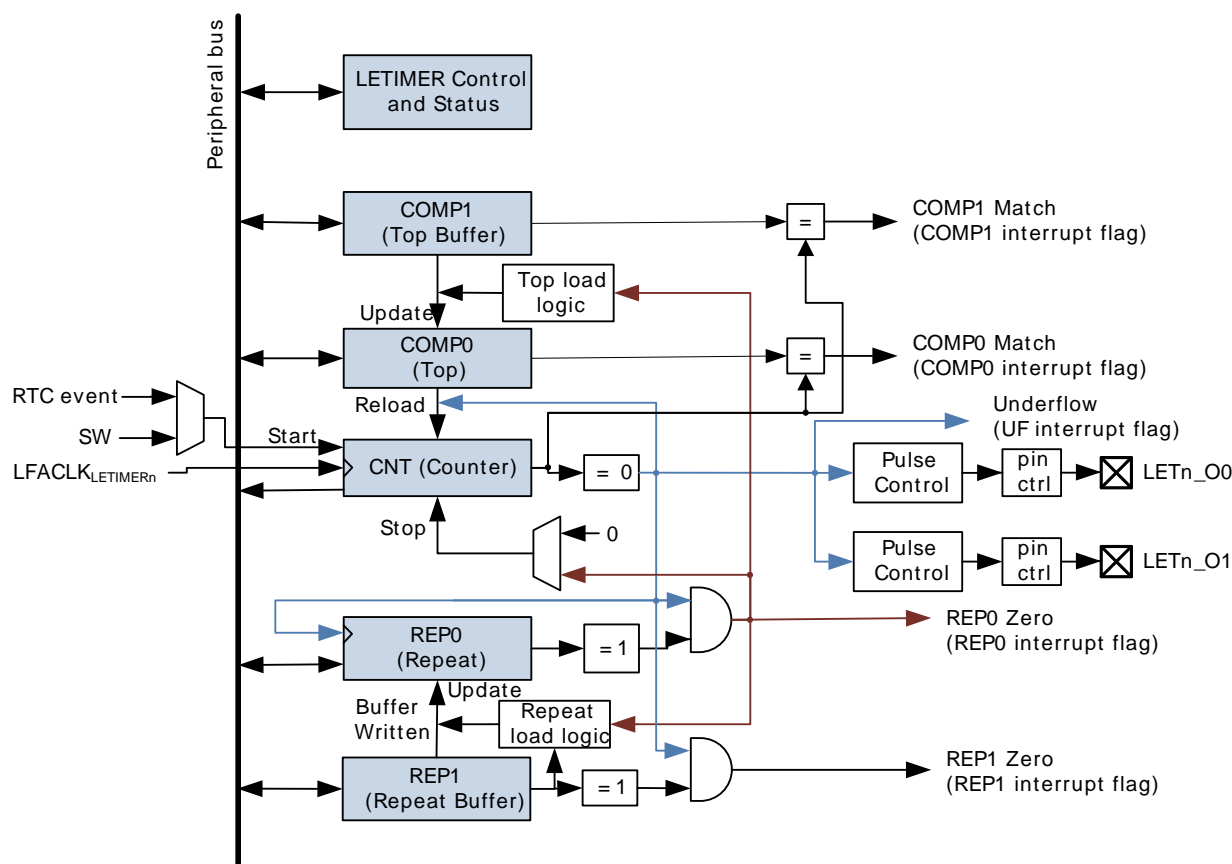 Peripheral bus
LETIMER Control
and Status
COMP1
(Top Buffer)
=
COMP1 Match
(COMP1 interrupt flag)
Top load
logic
Update
COMP0
(Top)
=
COMP0 Match
(COMP0 interrupt flag)
RTC event
SW
LFACLKLETIMERn
Start
Reload
CNT (Counter)
= 0
Underflow
(UF interrupt flag)
Pulse
Control
pin
ctrl
LETn_O0
Stop
0
Pulse
Control
pin
ctrl
LETn_O1
REP0
(Repeat)
= 1
REP0 Zero
(REP0 interrupt flag)
Update
Buffer
Written
Repeat
load logic
REP1
(Repeat Buffer)
= 1
REP1 Zero
(REP1 interrupt flag)